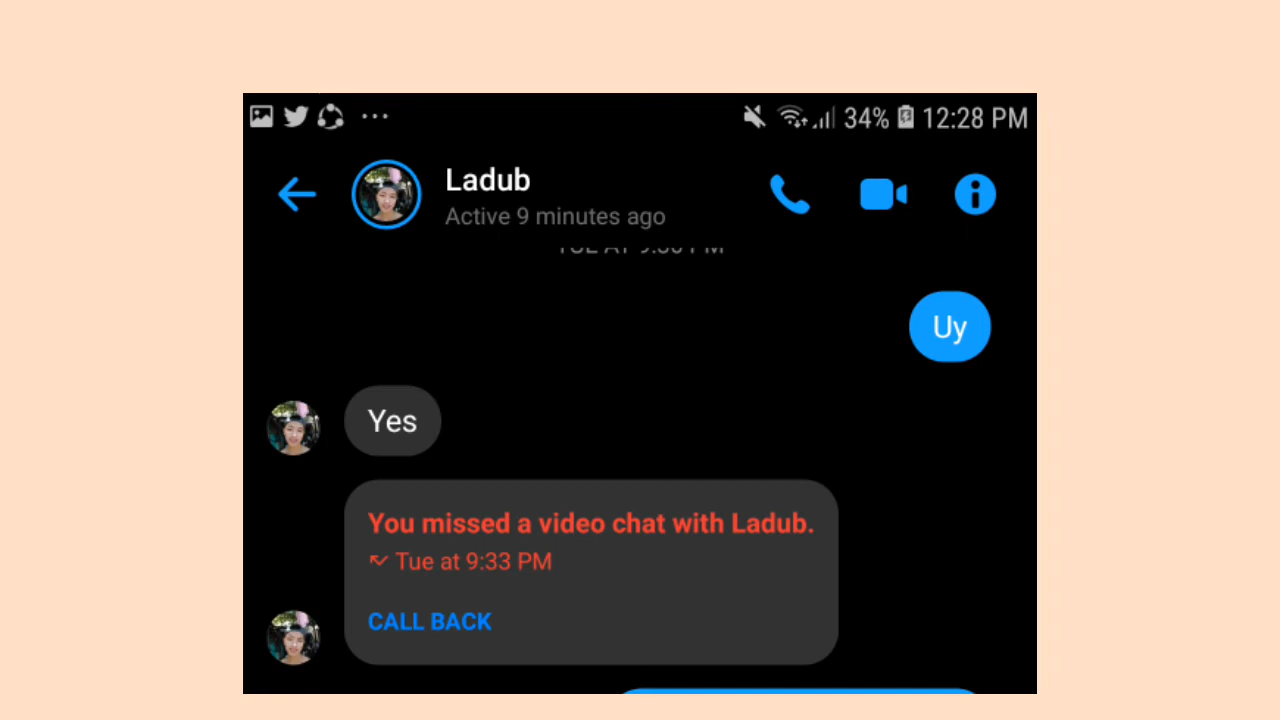 34% 12:28 PM
Ladub
Active 9 minutes ago
Uy
Yes
You missed a video chat with Ladub.
Tue at 9:33 PM
CALL BACK